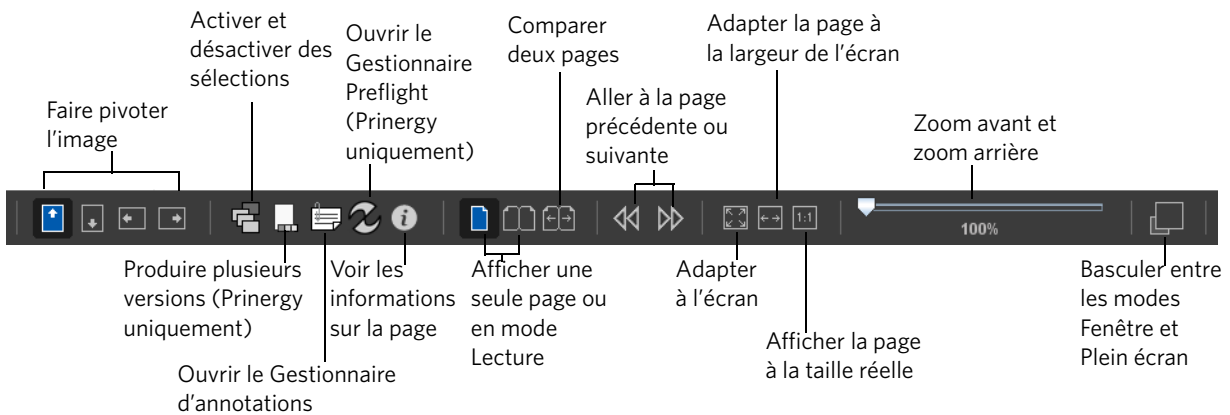 Activer et
désactiver des
sélections
Ouvrir le
Gestionnaire
Preflight
(Prinergy
uniquement)
Comparer
deux pages
Adapter la page à
la largeur de l’écran
Faire pivoter
l’image
Aller à la page
précédente ou
suivante
Zoom avant et
zoom arrière
1:1
100%
Produire plusieurs
versions (Prinergy
uniquement)
Voir les
informations
sur la page
Afficher une
seule page ou
en mode
Lecture
Adapter
à l’écran
Basculer entre
les modes
Fenêtre et
Plein écran
Afficher la page
à la taille réelle
Ouvrir le Gestionnaire
d’annotations